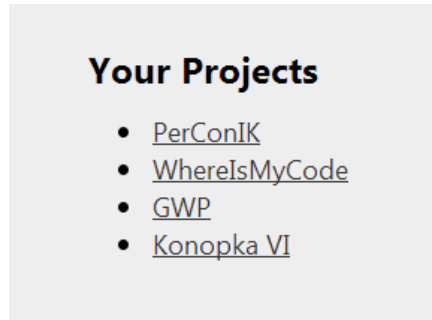 Your Projects
PerConIK
WhereIsMyCode
GWP
Konopka VI